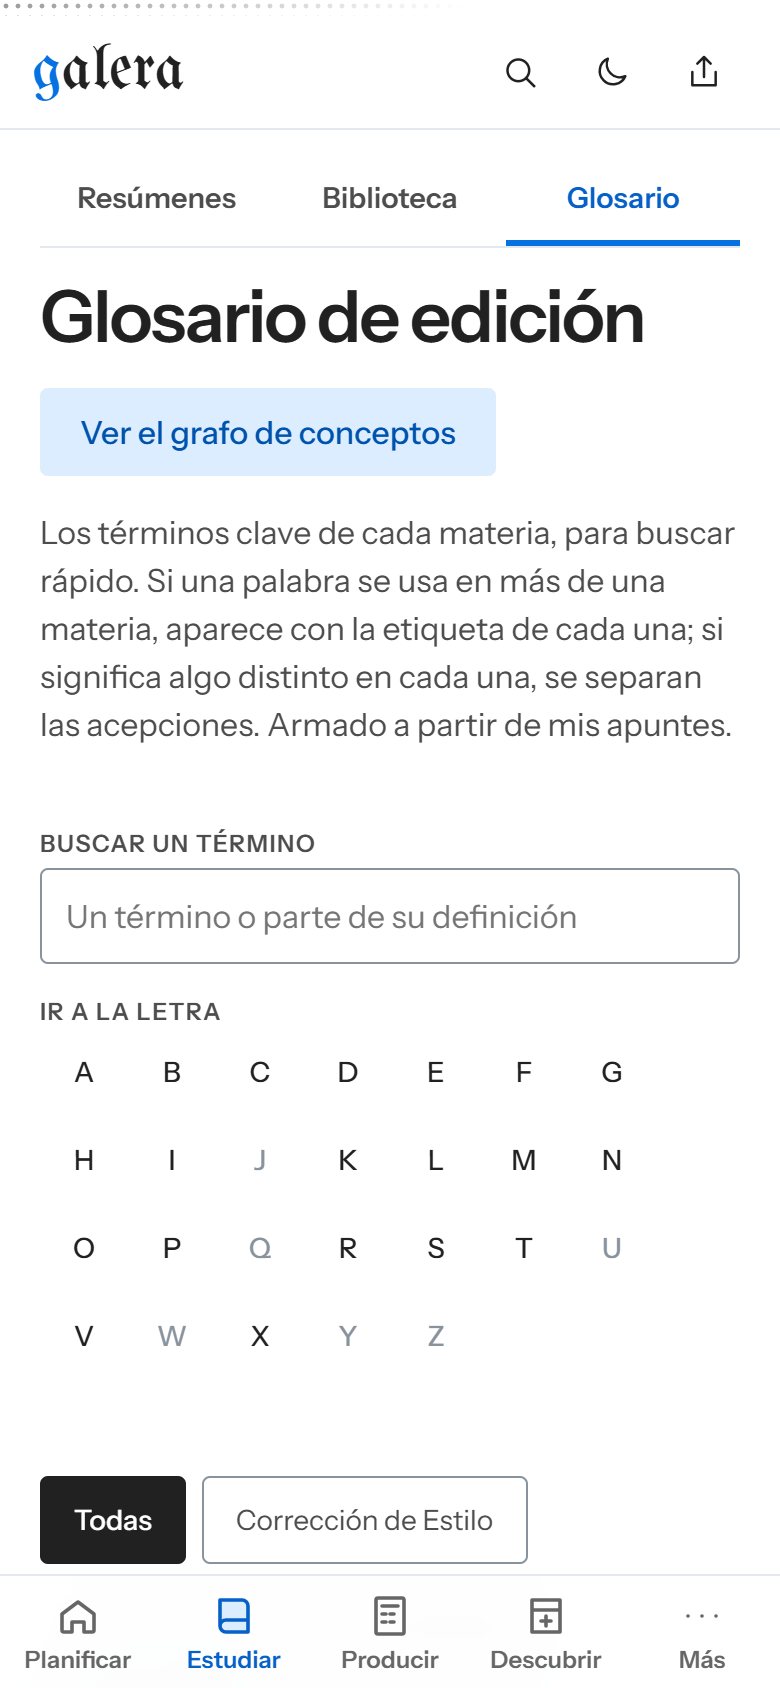 galera
Resúmenes Biblioteca Glosario
Glosario de edición
Ver el grafo de conceptos
Los términos clave de cada materia, para buscar
rápido. Si una palabra se usa en más de una
materia, aparece con la etiqueta de cada una; si
significa algo distinto en cada una, se separan
las acepciones. Armado a partir de mis apuntes.
BUSCAR UN TÉRMINO
Un término o parte de su definición
IR A LA LETRA
A B C D E F G
H I J K L M N
O P Q R S T U
V W X Y Z
Todas Corrección de Estilo
Planificar Estudiar Producir Descubrir Más